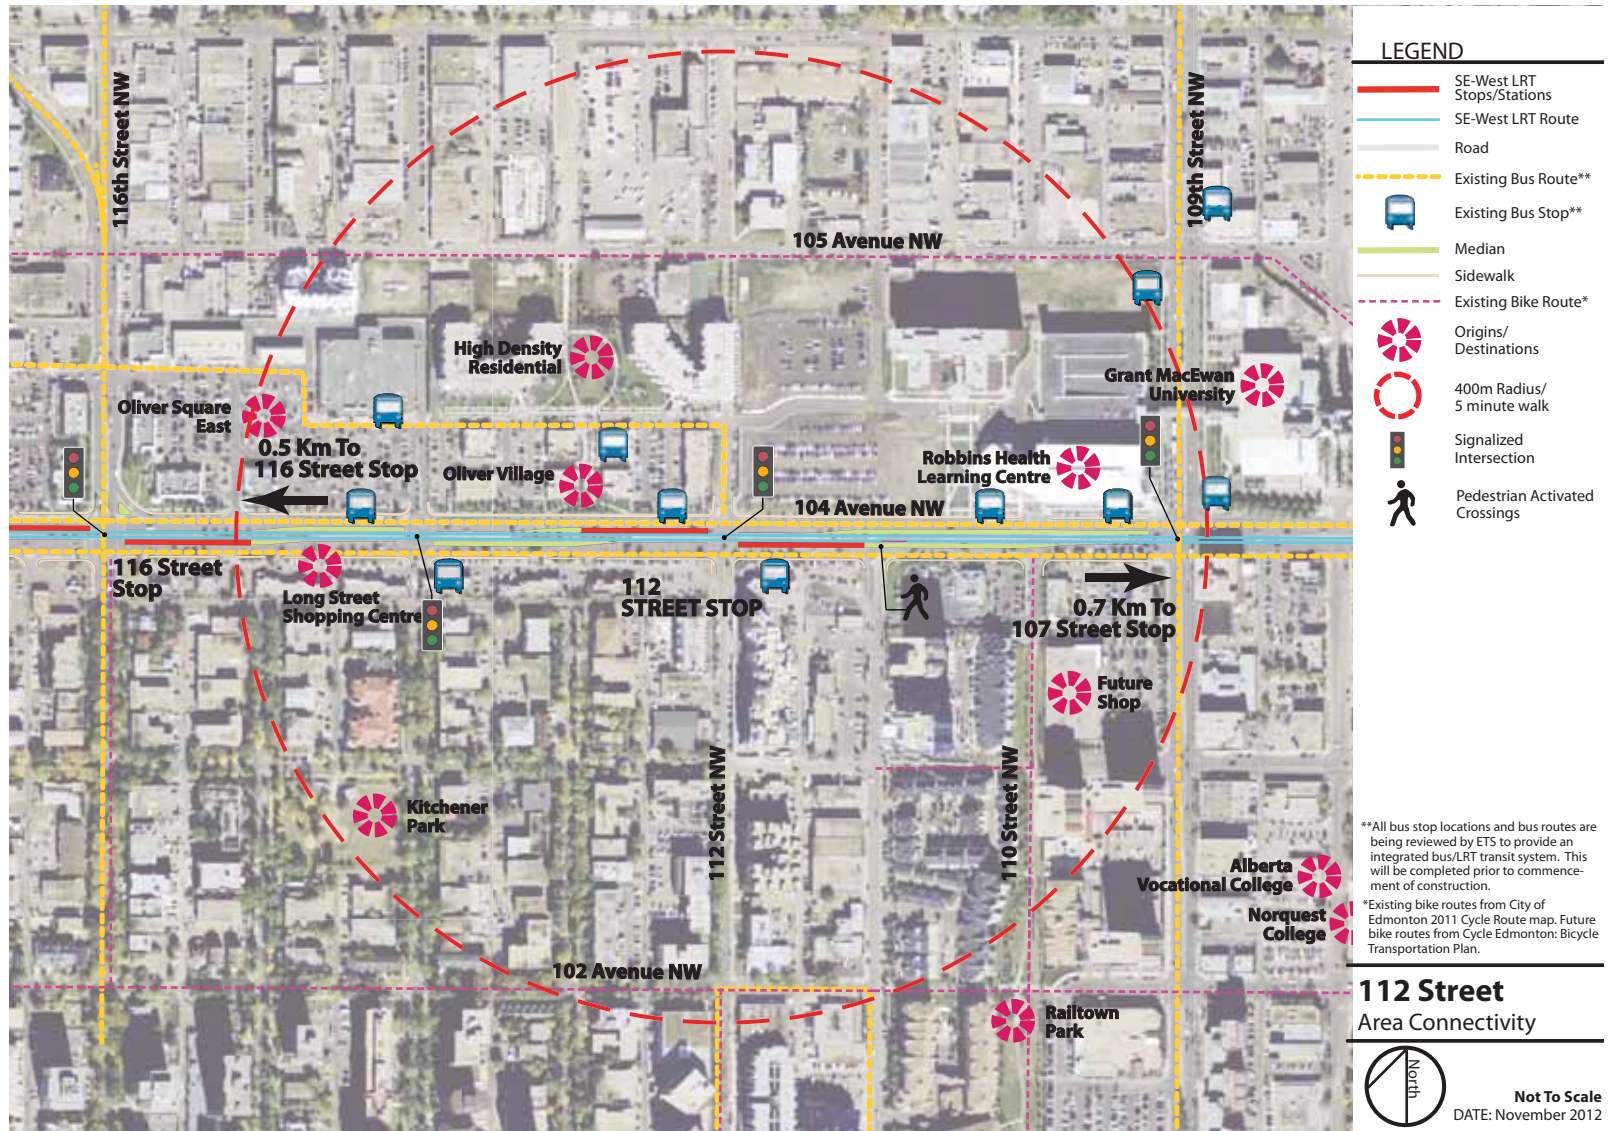 116th Street NW
109th Street NW
105 Avenue NW
High Density
Residential
Grant MacEwan
University
Oliver Square
East
0.5 Km To
116 Street Stop
Oliver Village
Robbins Health
Learning Centre
104 Avenue NW
116 Street
Stop
Long Street
Shopping Centre
112
STREET STOP
0.7 Km To
107 Street Stop
Future
Shop
112 Street NW
110 Street NW
Kitchener
Park
Alberta
Vocational College
Norquest
College
102 Avenue NW
Railtown
Park
LEGEND
SE-West LRT
Stops/Stations
SE-West LRT Route
Road
Existing Bus Route**
Existing Bus Stop**
Median
Sidewalk
Existing Bike Route*
Origins/
Destinations
400m Radius/
5 minute walk
Signalized
Intersection
Pedestrian Activated
Crossings
**All bus stop locations and bus routes are
being reviewed by ETS to provide an
integrated bus/LRT transit system. This
will be completed prior to commence-
ment of construction.
*Existing bike routes from City of
Edmonton 2011 Cycle Route map. Future
bike routes from Cycle Edmonton: Bicycle
Transportation Plan.
112 Street
Area Connectivity
North
Not To Scale
DATE: November 2012